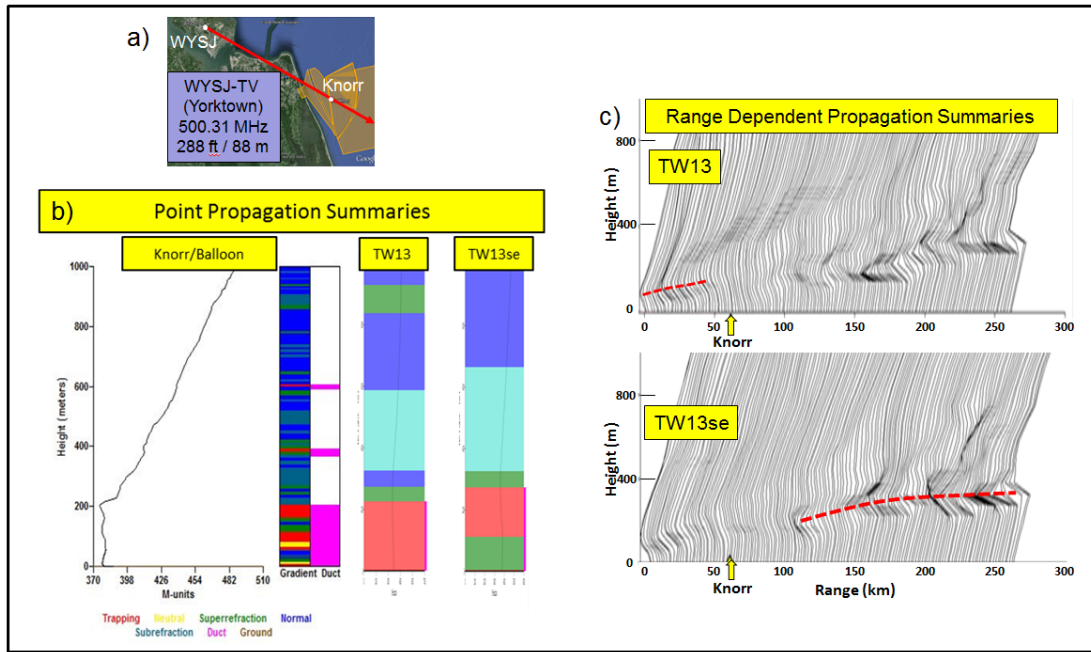 a)
WYSJ
Knorr
WYSJ-TV
(Yorktown)
500.31 MHz
288 ft / 88 m
b)
Point Propagation Summaries
Knorr/Balloon
TW13
TW13se
1000
800
600
400
200
0
Height (meters)
370 398 426 454 482 510
M-units
Gradient Duct
Trapping Neutral Superrefraction Normal
Subrefraction Duct Ground
c)
Range Dependent Propagation Summaries
TW13
800
400
0
Height (m)
0 50 100 150 200 250 300
Knorr
TW13se
800
400
0
Height (m)
0 50 100 150 200 250 300
Knorr
Range (km)